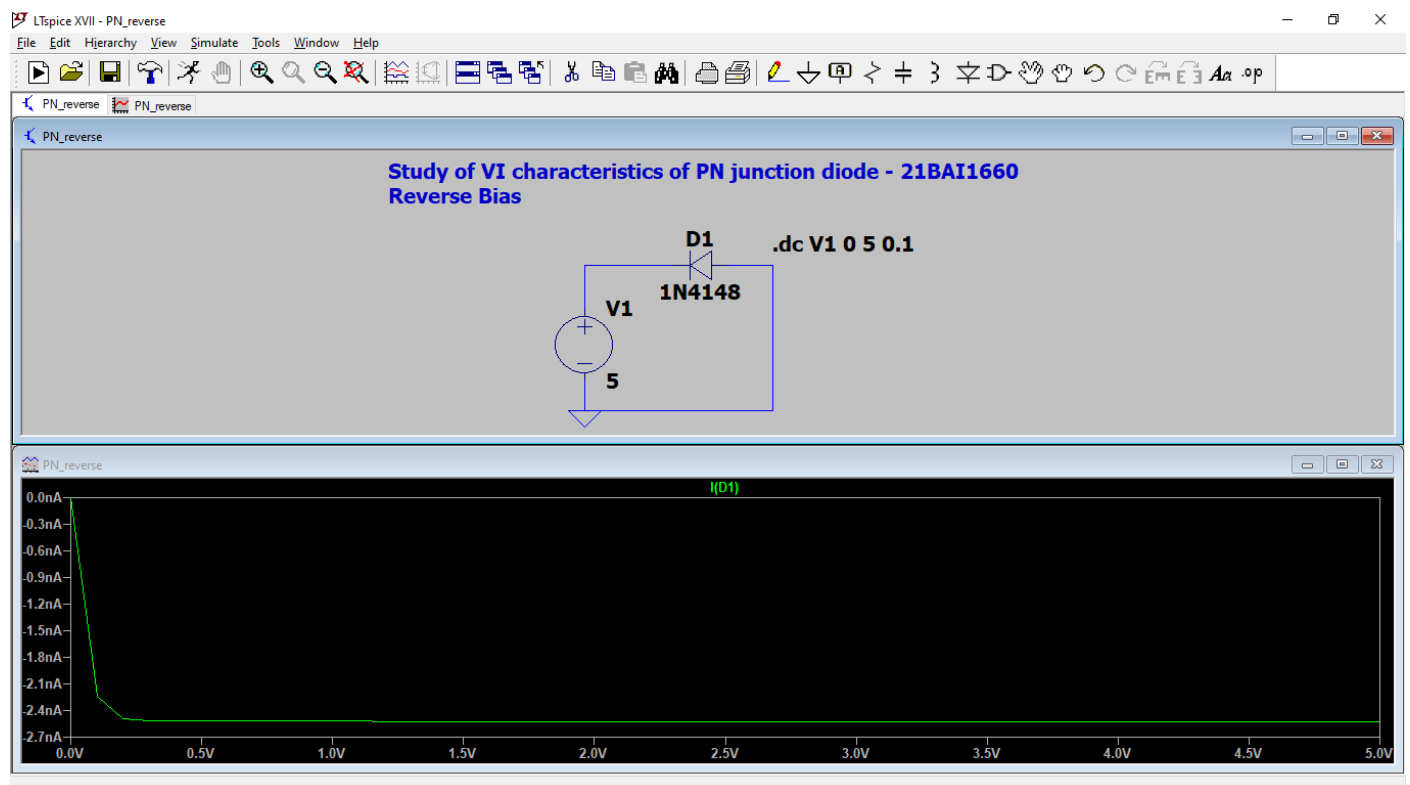 LTspice XVII - PN_reverse
File Edit Hierarchy View Simulate Tools Window Help
Aa .op
PN_reverse PN_reverse
PN_reverse
Study of VI characteristics of PN junction diode - 21BAI1660
Reverse Bias
D1 .dc V1 0 5 0.1
1N4148
V1
5
PN_reverse
I(D1)
0.0nA
-0.3nA
-0.6nA
-0.9nA
-1.2nA
-1.5nA
-1.8nA
-2.1nA
-2.4nA
-2.7nA
0.0V 0.5V 1.0V 1.5V 2.0V 2.5V 3.0V 3.5V 4.0V 4.5V 5.0V